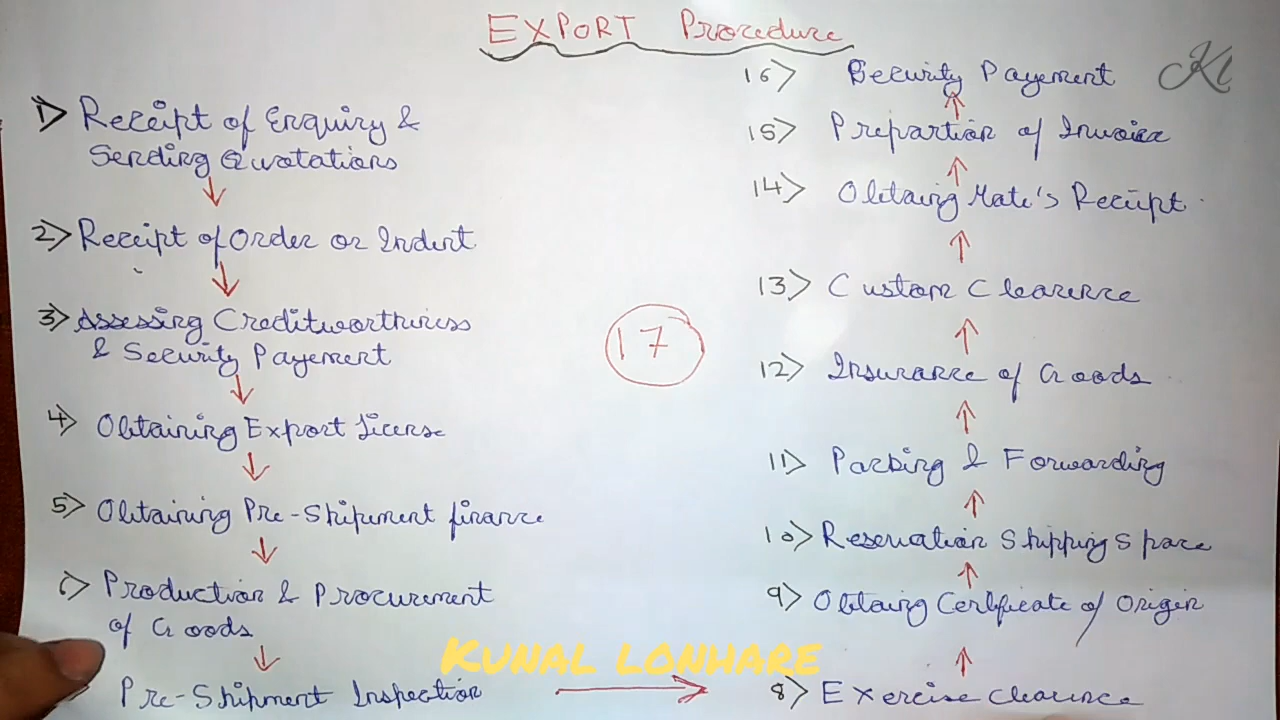 EXPORT Procedure
1> Receipt of Enquiry &
Sending Quotations
2> Receipt of Order or Indent
3> Assessing Creditworthiness
& Security Payement
4> Obtaining Export License
5> Obtaining Pre-Shipement finance
6> Production & Procurement
of Goods
Pre-Shipment Inspection
8> Exercise clearence
9> Obtaing Certificate of Origin
10> Reservation Shipping Space
11> Packing & Forwarding
12> Insurance of Goods
13> Custom Clearence
14> Obtaing Mate's Receipt
15> Prepartion of Invoice
16> Security Payement
17
Kl
KUNAL LONHARE